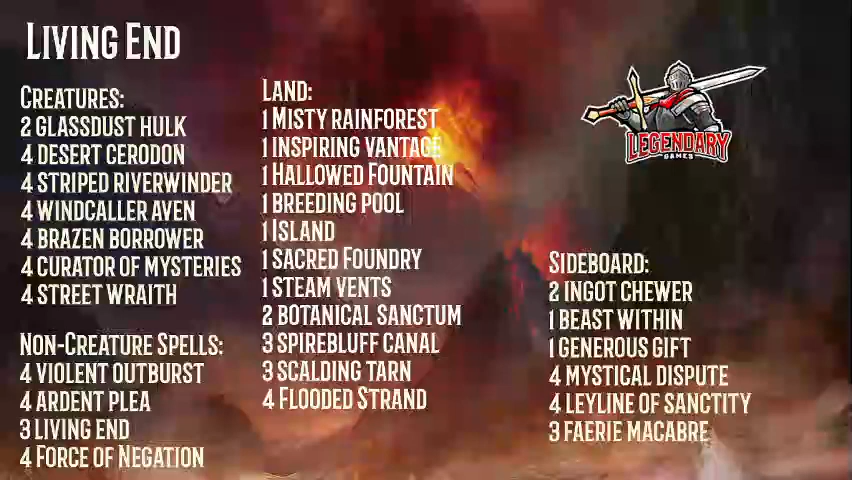 Living End
Creatures:
2 Glassdust Hulk
4 Desert Cerodon
4 Striped Riverwinder
4 Windcaller Aven
4 Brazen Borrower
4 Curator of Mysteries
4 Street Wraith
Non-Creature Spells:
4 Violent Outburst
4 Ardent Plea
3 Living End
4 Force of Negation
Land:
1 Misty Rainforest
1 Inspiring Vantage
1 Hallowed Fountain
1 Breeding Pool
1 Island
1 Sacred Foundry
1 Steam Vents
2 Botanical Sanctum
3 Spirebluff Canal
3 Scalding Tarn
4 Flooded Strand
LEGENDARY
GAMES
Sideboard:
2 Ingot Chewer
1 Beast Within
1 Generous Gift
4 Mystical Dispute
4 Leyline of Sanctity
3 Faerie Macabre